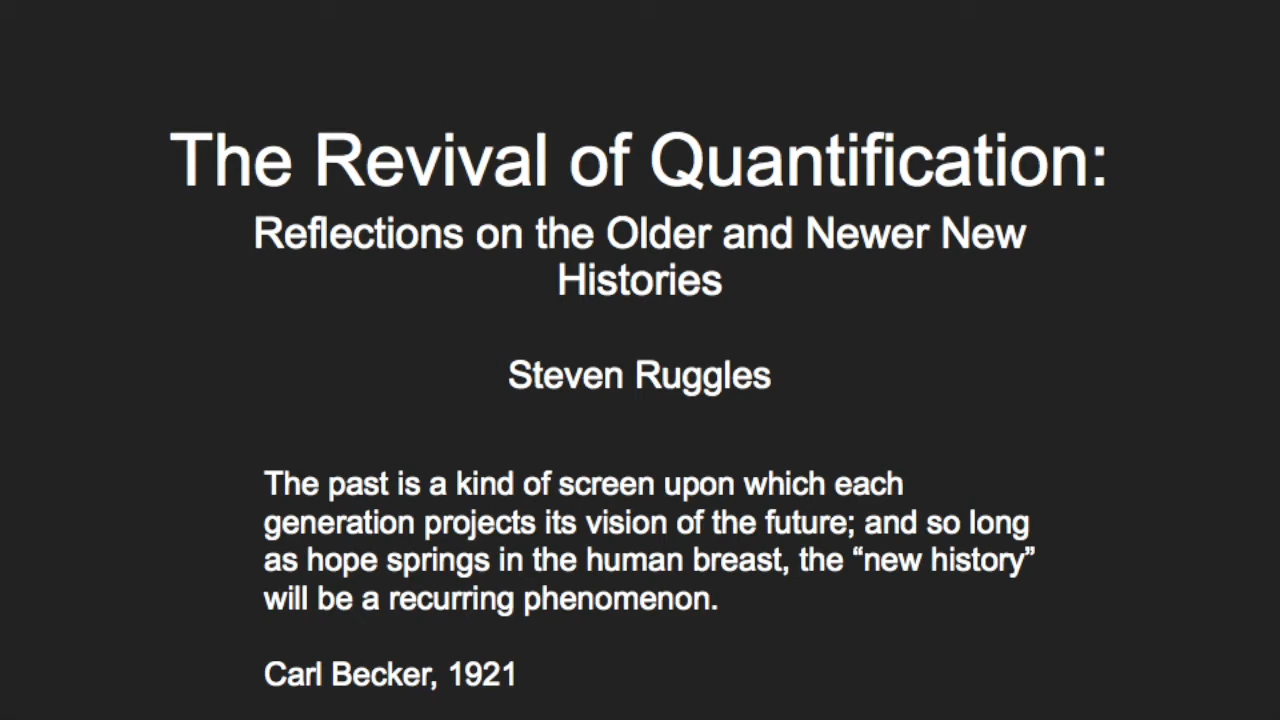 The Revival of Quantification:
Reflections on the Older and Newer New
Histories
Steven Ruggles
The past is a kind of screen upon which each
generation projects its vision of the future; and so long
as hope springs in the human breast, the “new history”
will be a recurring phenomenon.
Carl Becker, 1921